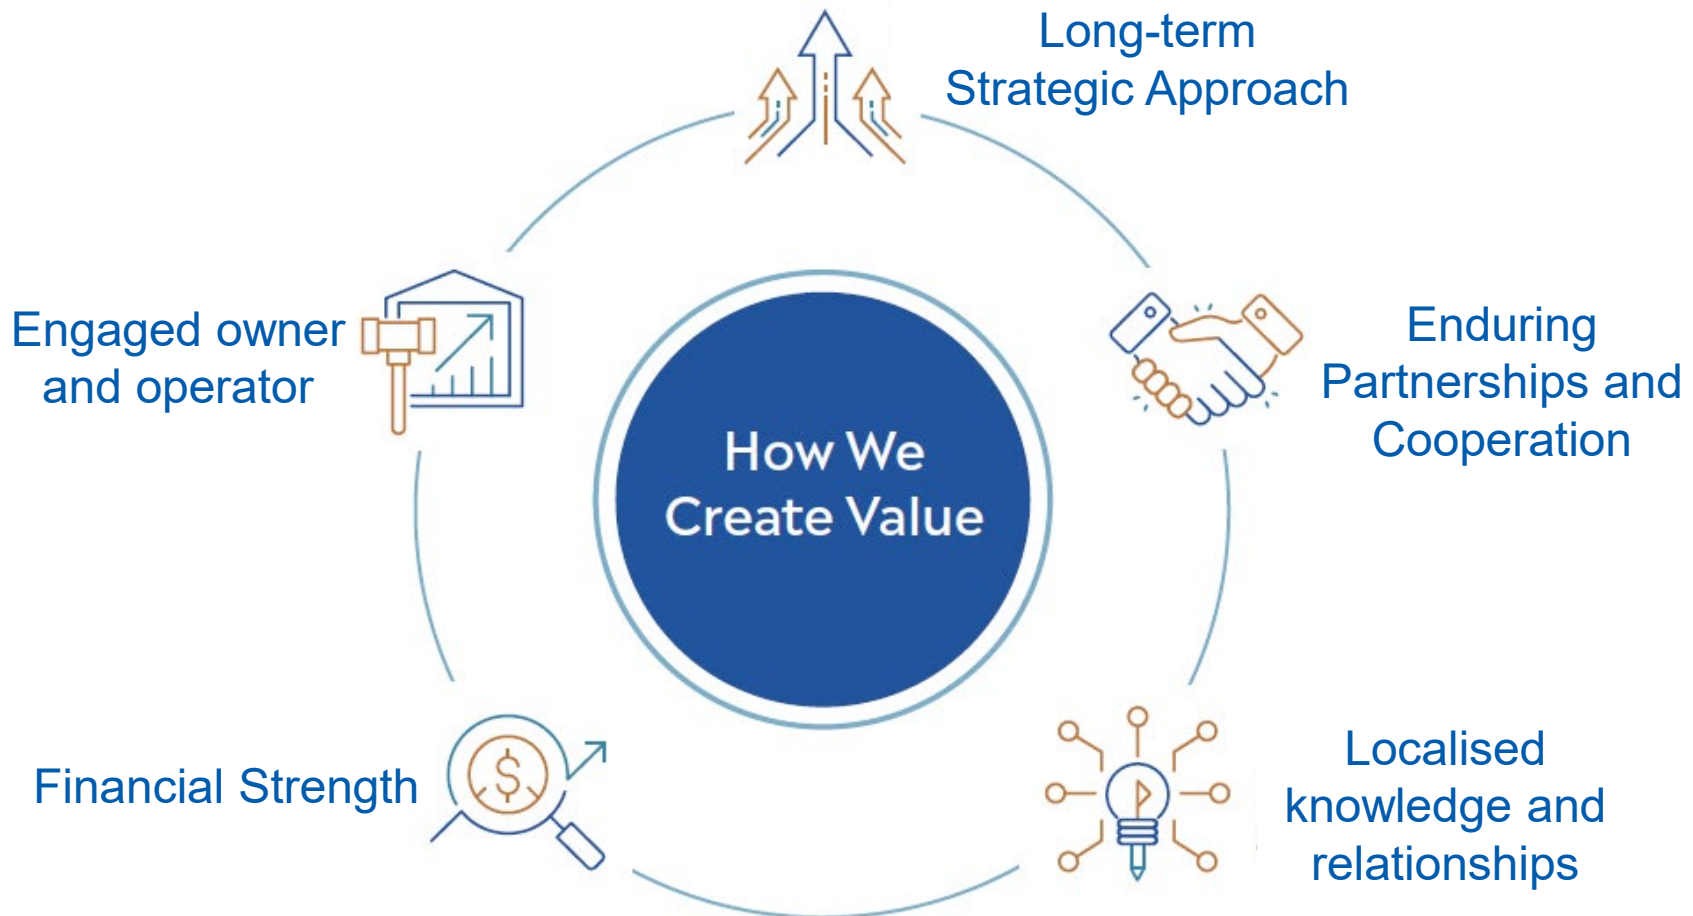 Long-term
Strategic Approach
Engaged owner
and operator
Enduring
Partnerships and
Cooperation
How We
Create Value
$
Financial Strength
Localised
knowledge and
relationships